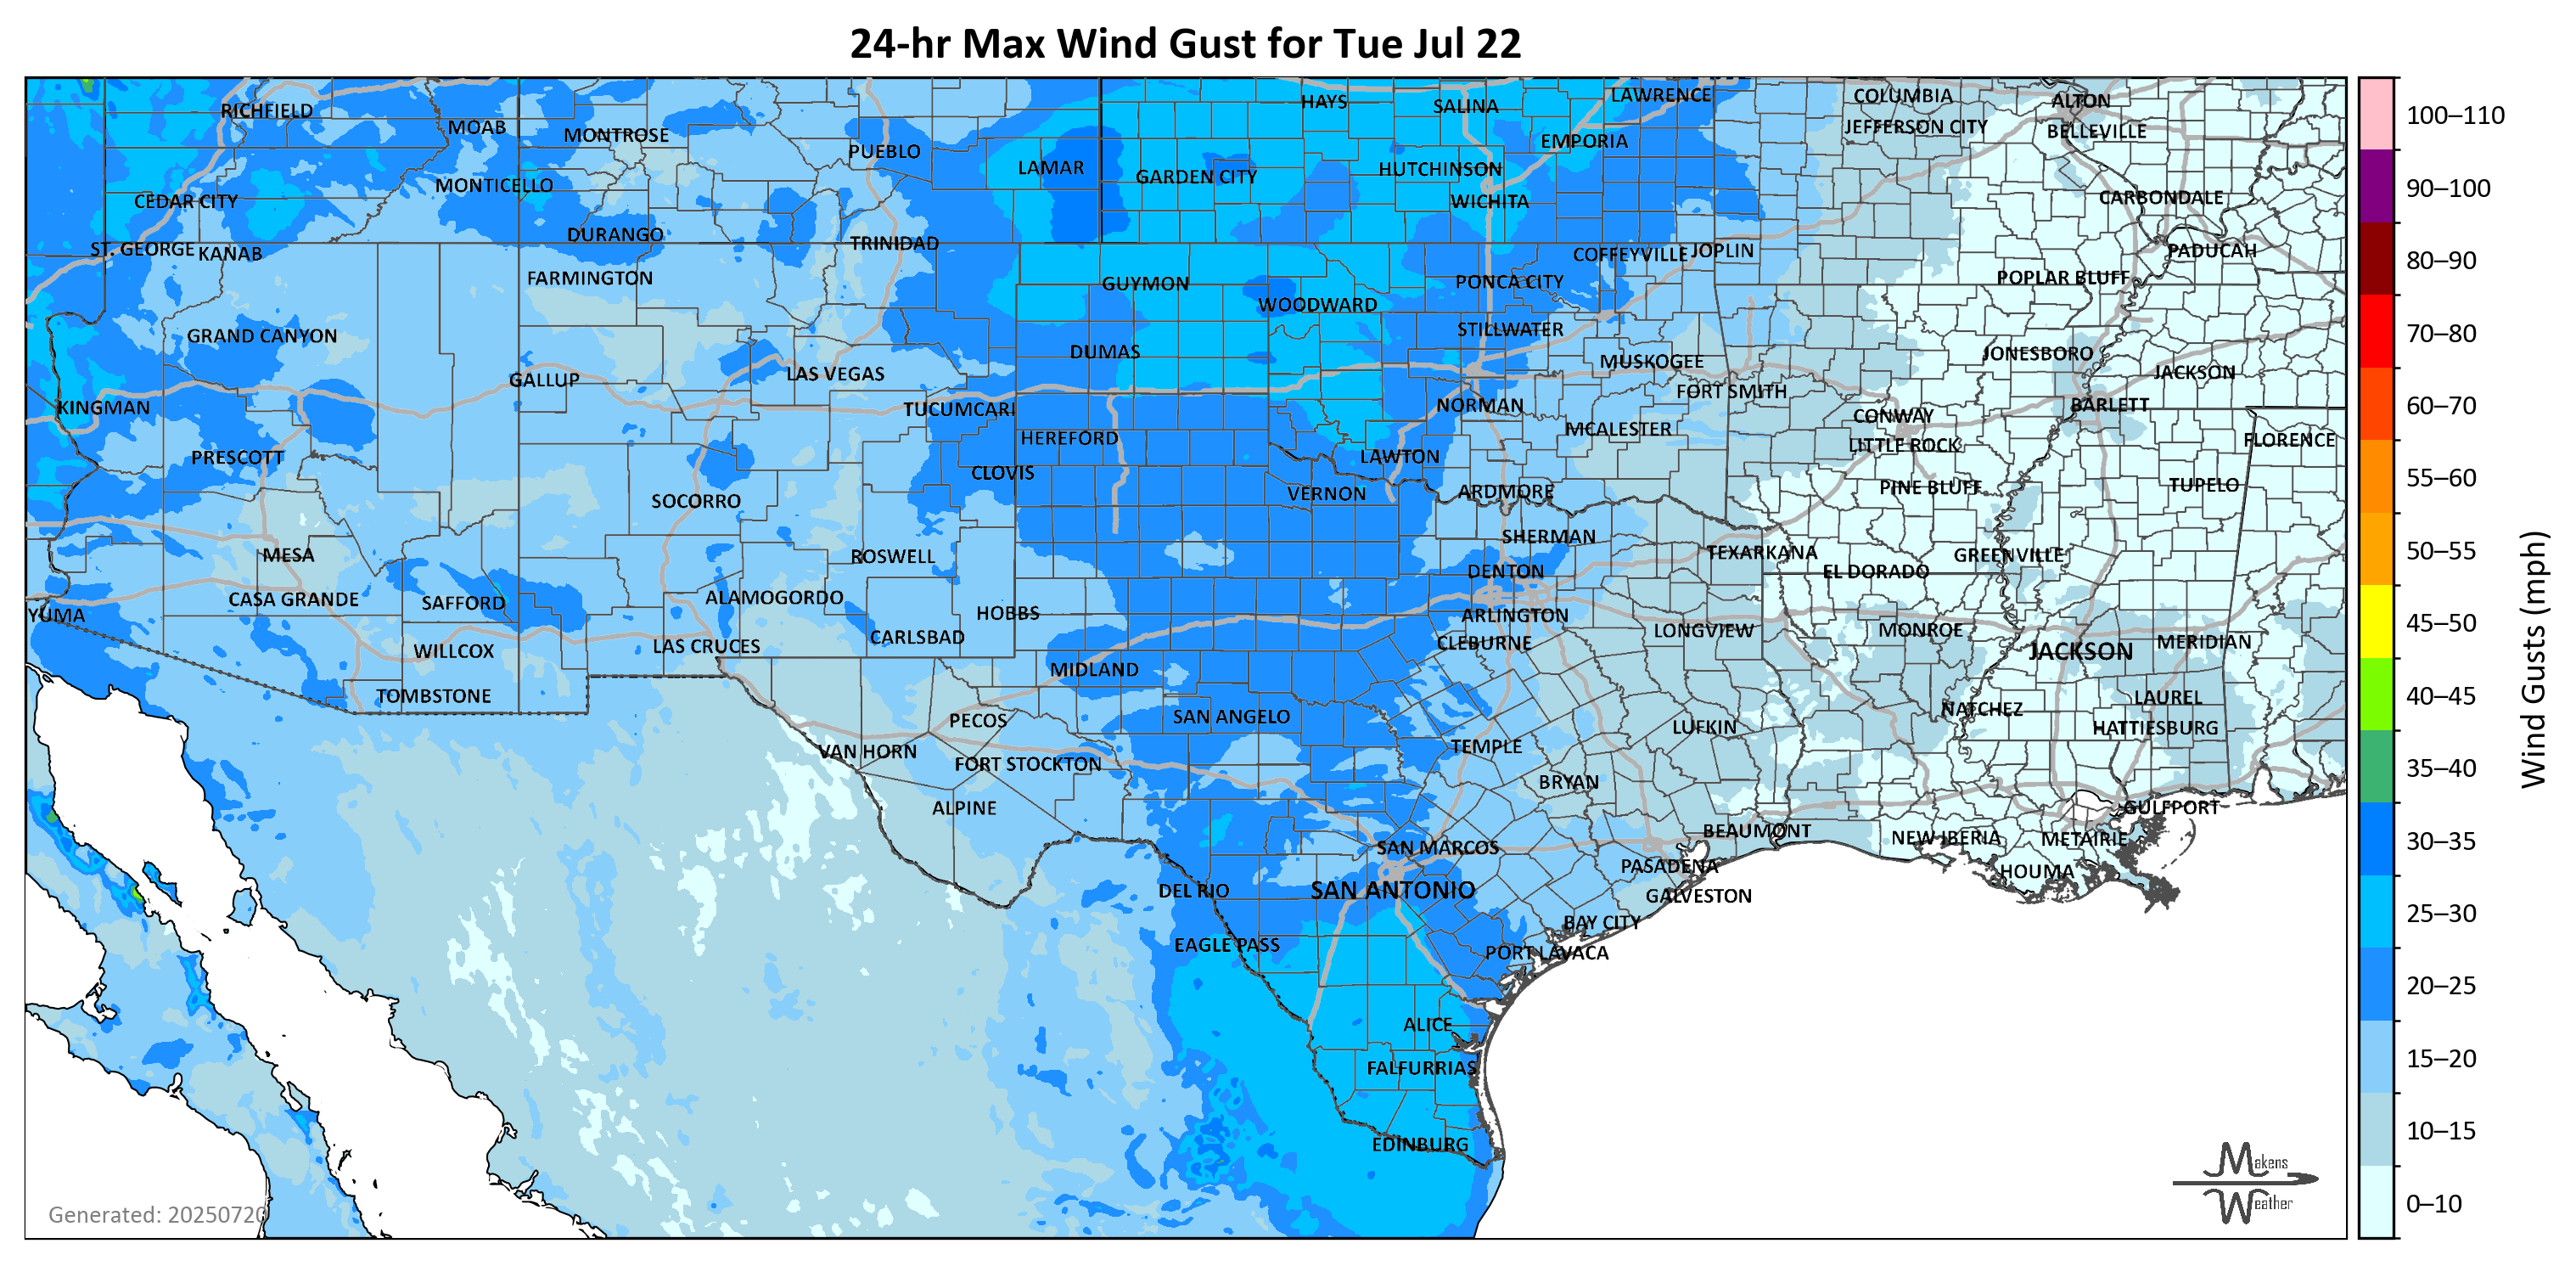 24-hr Max Wind Gust for Tue Jul 22
RICHFIELD
MOAB
MONTROSE
PUEBLO
LAMAR
HAYS
SALINA
LAWRENCE
EMPORIA
COLUMBIA
JEFFERSON CITY
ALTON
BELLEVILLE
MONTICELLO
CEDAR CITY
GARDEN CITY
HUTCHINSON
WICHITA
CARBONDALE
ST. GEORGE
KANAB
DURANGO
TRINIDAD
COFFEYVILLE
JOPLIN
PADUCAH
FARMINGTON
GUYMON
WOODWARD
PONCA CITY
POPLAR BLUFF
GRAND CANYON
DUMAS
STILLWATER
MUSKOGEE
JONESBORO
GALLUP
LAS VEGAS
FORT SMITH
JACKSON
KINGMAN
TUCUMCARI
NORMAN
CONWAY
BARLETT
HEREFORD
MCALESTER
LITTLE ROCK
FLORENCE
PRESCOTT
CLOVIS
LAWTON
SOCORRO
VERNON
ARDMORE
PINE BLUFF
TUPELO
MESA
ROSWELL
SHERMAN
TEXARKANA
GREENVILLE
DENTON
EL DORADO
YUMA
CASA GRANDE
SAFFORD
ALAMOGORDO
HOBBS
ARLINGTON
WILLCOX
LAS CRUCES
CARLSBAD
CLEBURNE
LONGVIEW
MONROE
JACKSON
MERIDIAN
TOMBSTONE
MIDLAND
LAUREL
PECOS
SAN ANGELO
LUFKIN
NATCHEZ
HATTIESBURG
VAN HORN
FORT STOCKTON
TEMPLE
ALPINE
BRYAN
GULFPORT
BEAUMONT
NEW IBERIA
METAIRIE
SAN MARCOS
PASADENA
HOUMA
DEL RIO
SAN ANTONIO
GALVESTON
EAGLE PASS
BAY CITY
PORT LAVACA
ALICE
FALFURRIAS
EDINBURG
Generated: 20250720
Makens
Weather
100–110
90–100
80–90
70–80
60–70
55–60
50–55
45–50
40–45
35–40
30–35
25–30
20–25
15–20
10–15
0–10
Wind Gusts (mph)